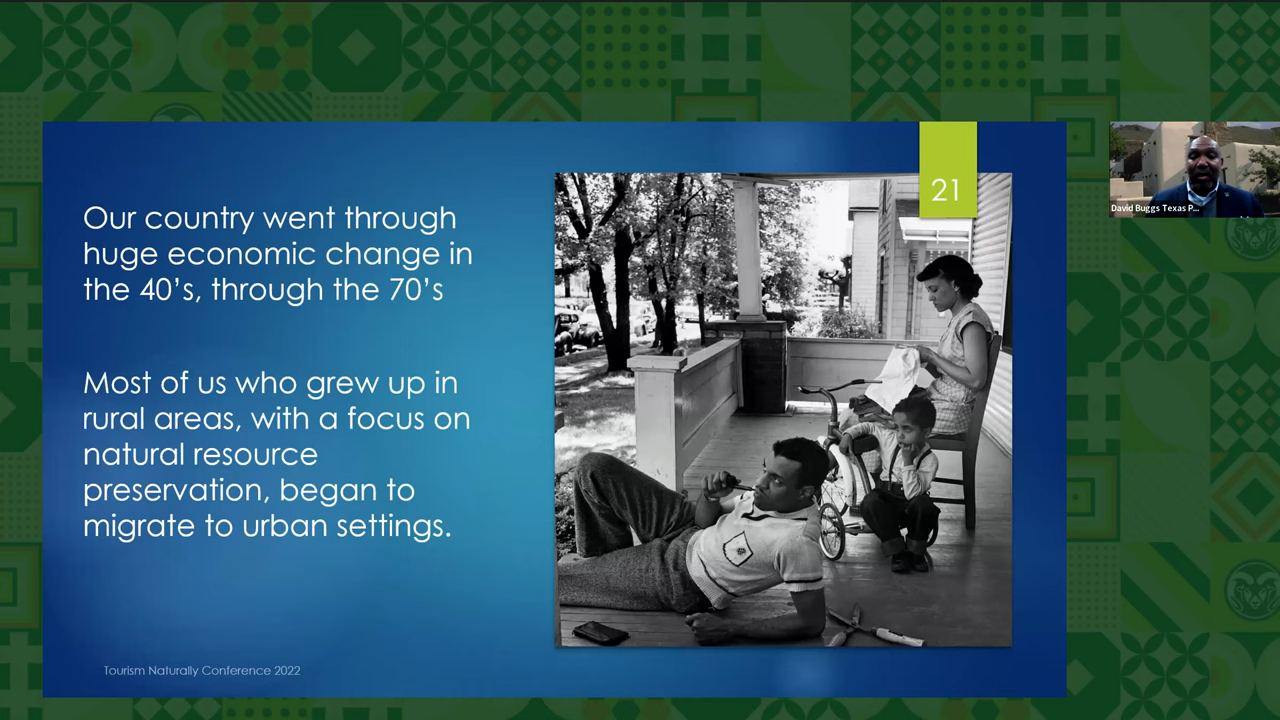 Our country went through
huge economic change in
the 40’s, through the 70’s
Most of us who grew up in
rural areas, with a focus on
natural resource
preservation, began to
migrate to urban settings.
21
Tourism Naturally Conference 2022
David Buggs Texas P...